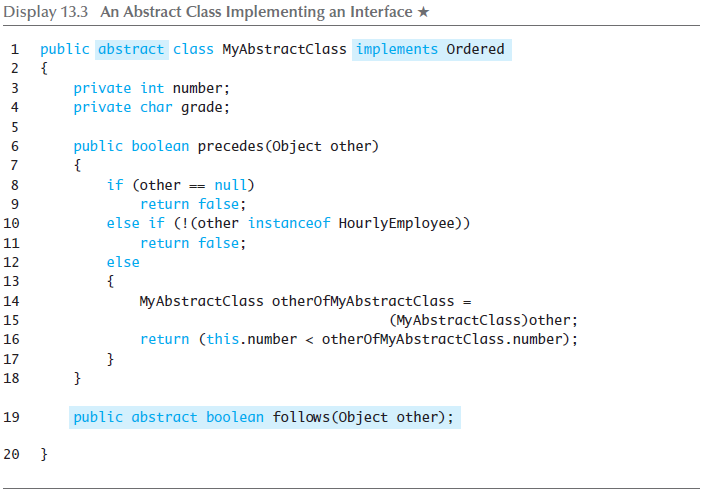 Display 13.3 An Abstract Class Implementing an Interface ★
1 public abstract class MyAbstractClass implements Ordered
2 {
3     private int number;
4     private char grade;
5
6     public boolean precedes(Object other)
7     {
8         if (other == null)
9             return false;
10         else if (!(other instanceof HourlyEmployee))
11             return false;
12         else
13         {
14             MyAbstractClass otherOfMyAbstractClass =
15                                         (MyAbstractClass)other;
16             return (this.number < otherOfMyAbstractClass.number);
17         }
18     }
19     public abstract boolean follows(Object other);
20 }